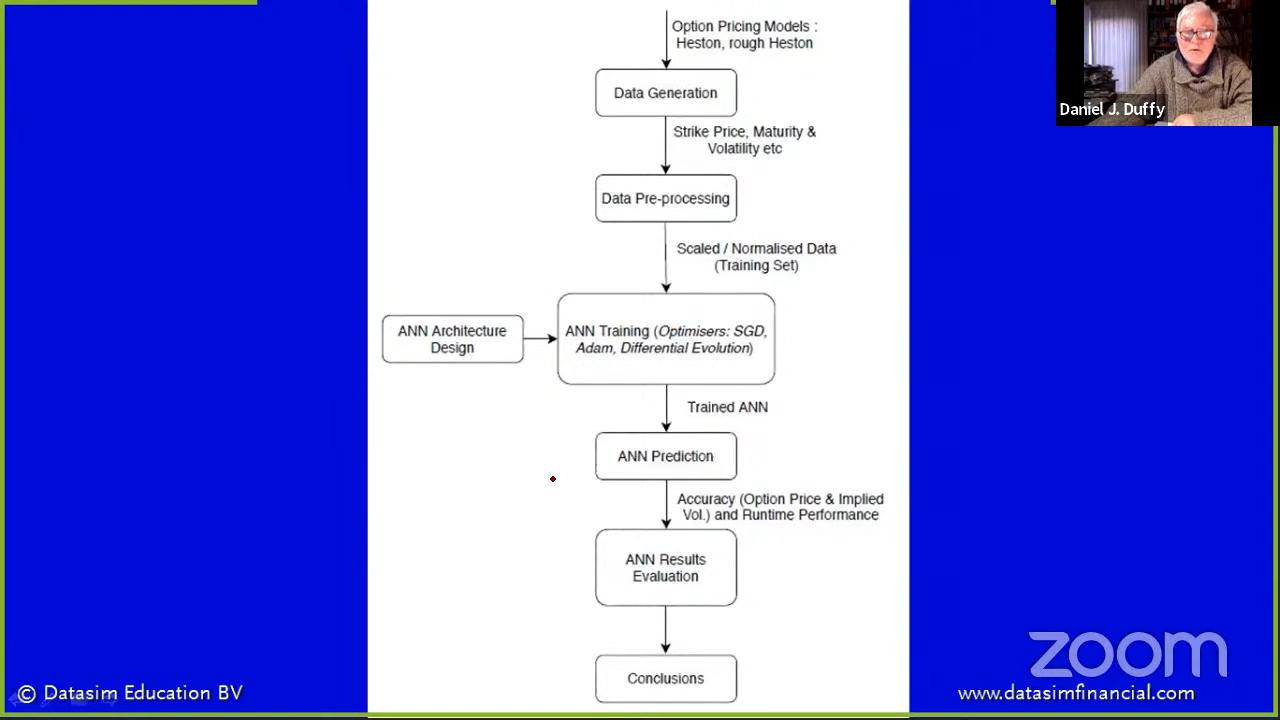 Option Pricing Models :
Heston, rough Heston
Data Generation
Strike Price, Maturity &
Volatility etc
Data Pre-processing
Scaled / Normalised Data
(Training Set)
ANN Architecture
Design
ANN Training (Optimisers: SGD,
Adam, Differential Evolution)
Trained ANN
ANN Prediction
Accuracy (Option Price & Implied
Vol.) and Runtime Performance
ANN Results
Evaluation
Conclusions
Daniel J. Duffy
zoom
© Datasim Education BV
www.datasimfinancial.com